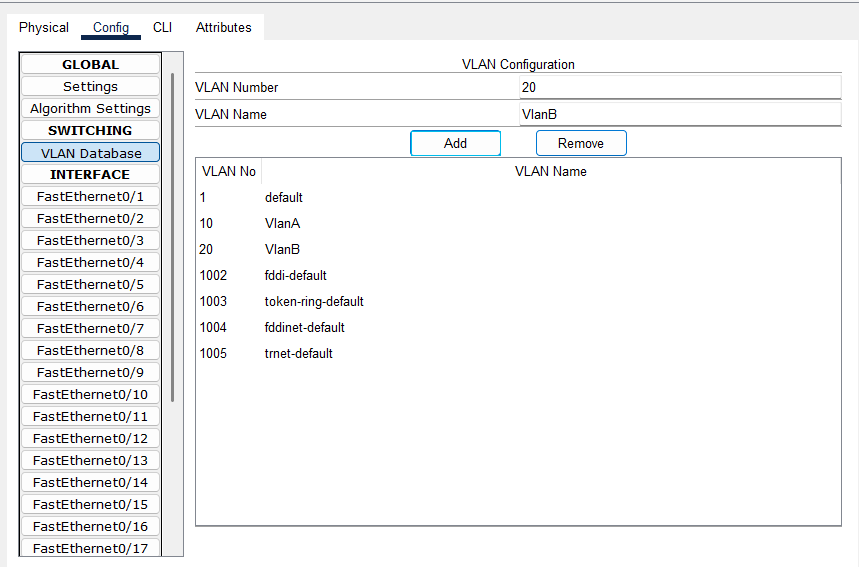 Physical Config CLI Attributes
GLOBAL
Settings
Algorithm Settings
SWITCHING
VLAN Database
INTERFACE
FastEthernet0/1
FastEthernet0/2
FastEthernet0/3
FastEthernet0/4
FastEthernet0/5
FastEthernet0/6
FastEthernet0/7
FastEthernet0/8
FastEthernet0/9
FastEthernet0/10
FastEthernet0/11
FastEthernet0/12
FastEthernet0/13
FastEthernet0/14
FastEthernet0/15
FastEthernet0/16
FastEthernet0/17
VLAN Configuration
VLAN Number 20
VLAN Name VlanB
Add Remove
VLAN No VLAN Name
1 default
10 VlanA
20 VlanB
1002 fddi-default
1003 token-ring-default
1004 fddinet-default
1005 trnet-default